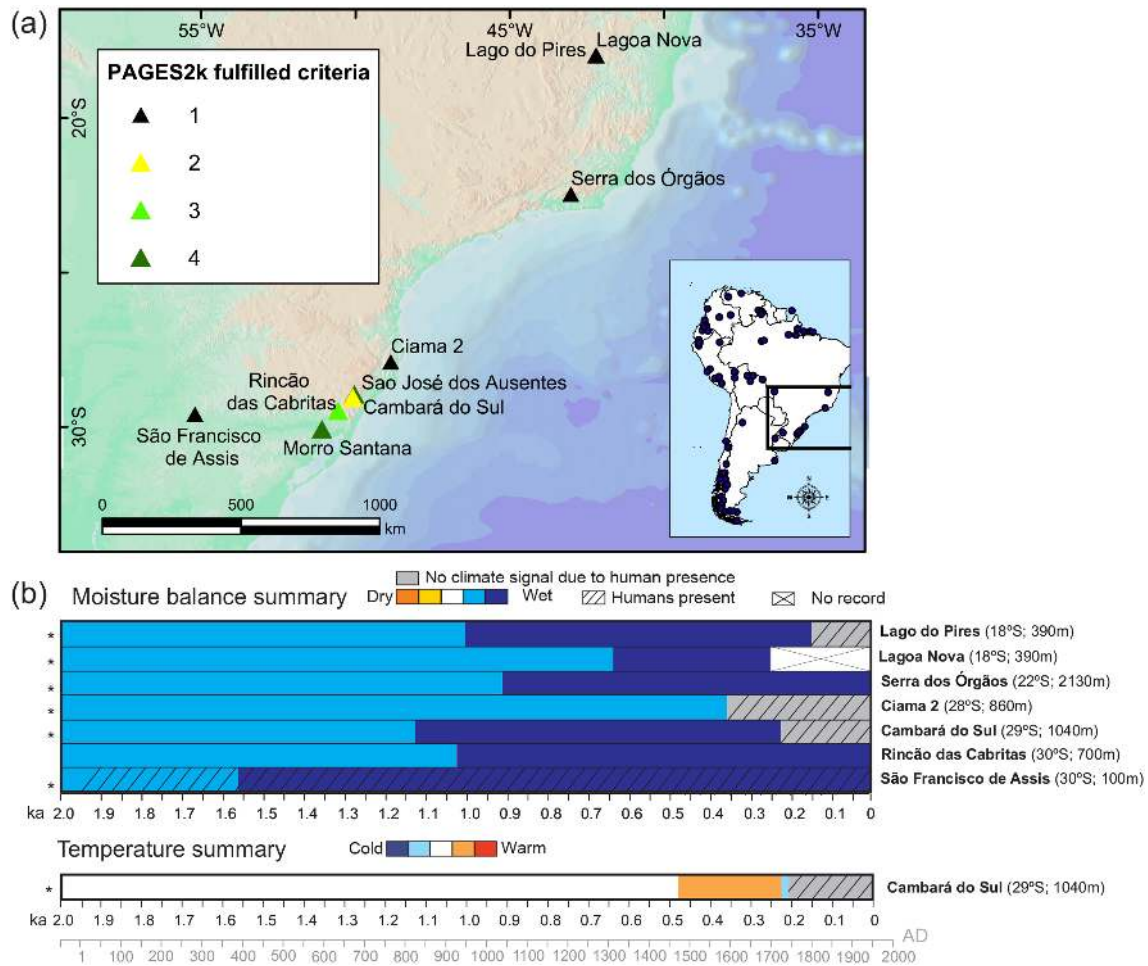 (a)
55°W
45°W
35°W
Lago do Pires
Lagoa Nova
PAGES2k fulfilled criteria
1
2
3
4
20°S
Serra dos Órgãos
Ciama 2
Rincão
das Cabritas
Sao José dos Ausentes
Cambará do Sul
30°S
São Francisco
de Assis
Morro Santana
0
500
1000
km
N
(b)
No climate signal due to human presence
Moisture balance summary
Dry
Wet
Humans present
No record
* Lago do Pires (18ºS; 390m)
* Lagoa Nova (18ºS; 390m)
* Serra dos Órgãos (22ºS; 2130m)
* Ciama 2 (28ºS; 860m)
* Cambará do Sul (29ºS; 1040m)
Rincão das Cabritas (30ºS; 700m)
* São Francisco de Assis (30ºS; 100m)
ka 2.0 1.9 1.8 1.7 1.6 1.5 1.4 1.3 1.2 1.1 1.0 0.9 0.8 0.7 0.6 0.5 0.4 0.3 0.2 0.1 0
Temperature summary
Cold
Warm
* Cambará do Sul (29ºS; 1040m)
ka 2.0 1.9 1.8 1.7 1.6 1.5 1.4 1.3 1.2 1.1 1.0 0.9 0.8 0.7 0.6 0.5 0.4 0.3 0.2 0.1 0
AD
1 100 200 300 400 500 600 700 800 900 1000 1100 1200 1300 1400 1500 1600 1700 1800 1900 2000